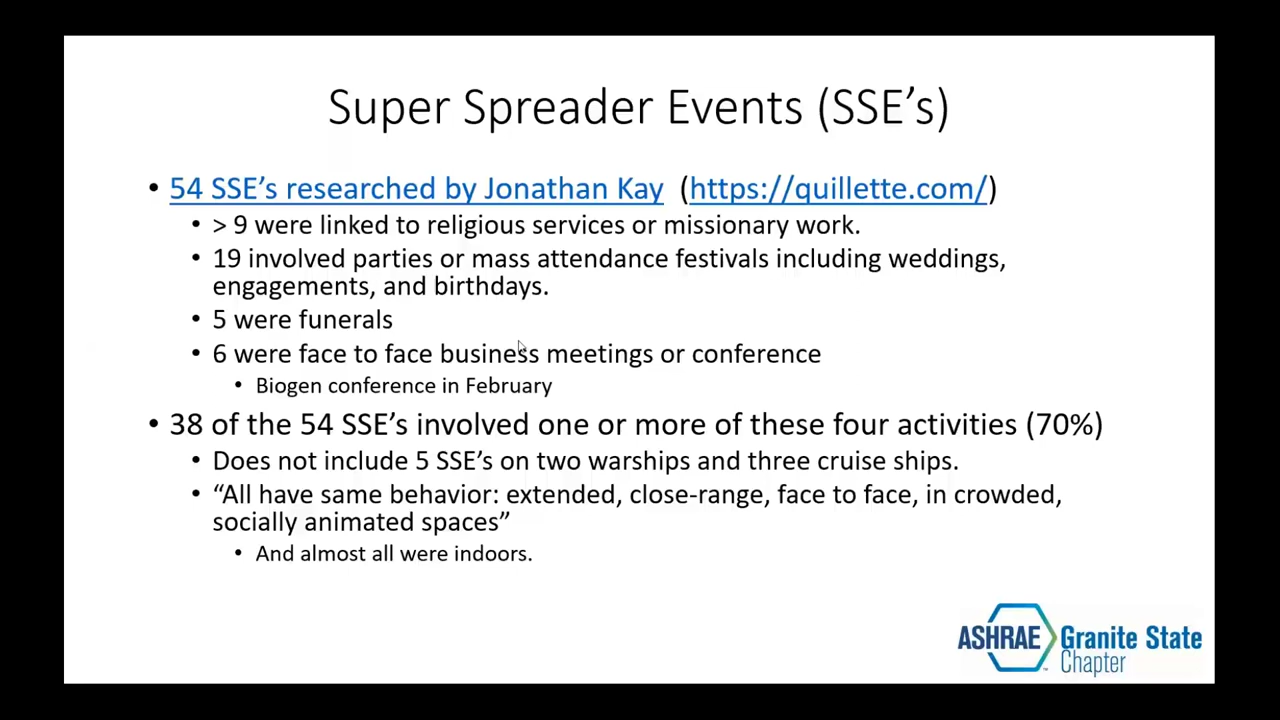 Super Spreader Events (SSE’s)
• 54 SSE’s researched by Jonathan Kay (https://quillette.com/)
• > 9 were linked to religious services or missionary work.
• 19 involved parties or mass attendance festivals including weddings,
engagements, and birthdays.
• 5 were funerals
• 6 were face to face business meetings or conference
• Biogen conference in February
• 38 of the 54 SSE’s involved one or more of these four activities (70%)
• Does not include 5 SSE’s on two warships and three cruise ships.
• “All have same behavior: extended, close-range, face to face, in crowded,
socially animated spaces”
• And almost all were indoors.
ASHRAE Granite State
Chapter